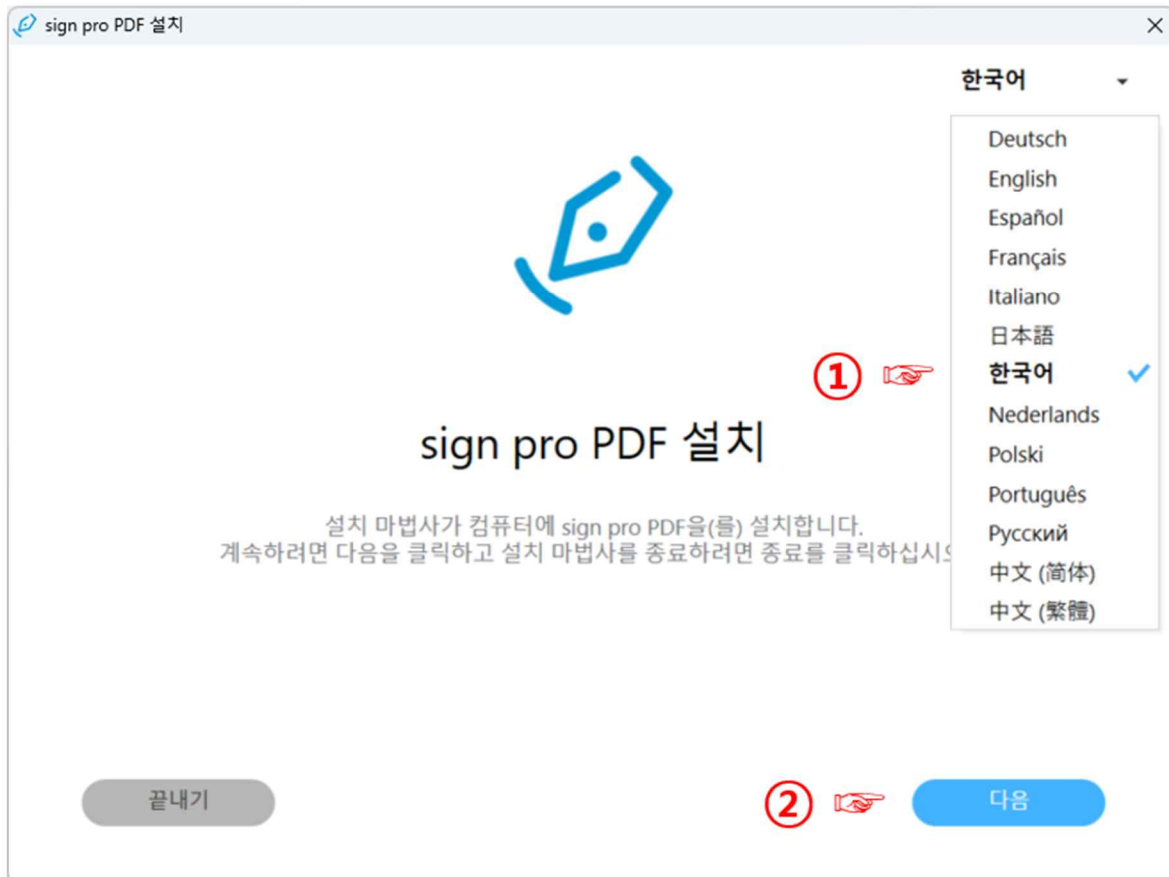 sign pro PDF 설치
한국어
Deutsch
English
Español
Français
Italiano
日本語
① ☞ 한국어
Nederlands
Polski
Português
Русский
中文 (简体)
中文 (繁體)
sign pro PDF 설치
설치 마법사가 컴퓨터에 sign pro PDF을(를) 설치합니다.
계속하려면 다음을 클릭하고 설치 마법사를 종료하려면 종료를 클릭하십시
끝내기
② ☞ 다음